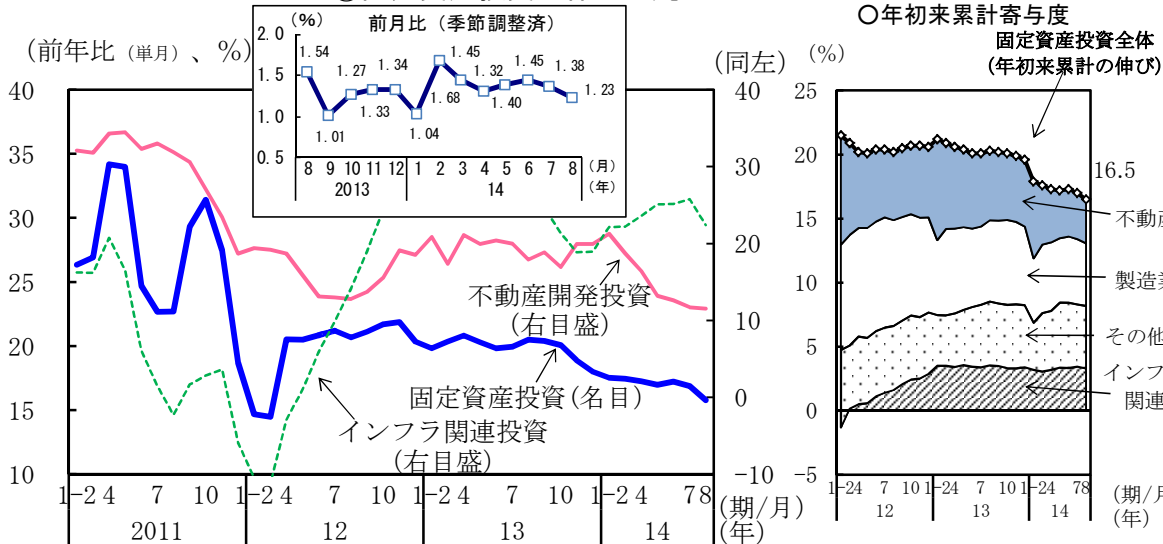 ○年初来累計寄与度
前月比（季節調整済）
(%)
2.0
1.5
1.0
0.5
1.54
1.01
1.27
1.33
1.34
1.04
1.68
1.45
1.32
1.40
1.45
1.38
1.23
8 9 10 11 12 1 2 3 4 5 6 7 8 (月)
2013 14 (年)
(前年比（単月）、%)
(同左)
40
35
30
25
20
15
10
40
30
20
10
0
-10
不動産開発投資
(右目盛)
固定資産投資(名目)
インフラ関連投資
(右目盛)
1-2 4 7 10 1-2 4 7 10 1-2 4 7 10 1-2 4 7 8 (期/月)
2011 12 13 14 (年)
(%)
固定資産投資全体
(年初来累計の伸び)
25
20
15
10
5
0
-5
16.5
不動産
製造業
その他
インフラ
関連
1-2 4 7 10 1-2 4 7 10 1-2 4 7 8 (期/月
12 13 14 (年)